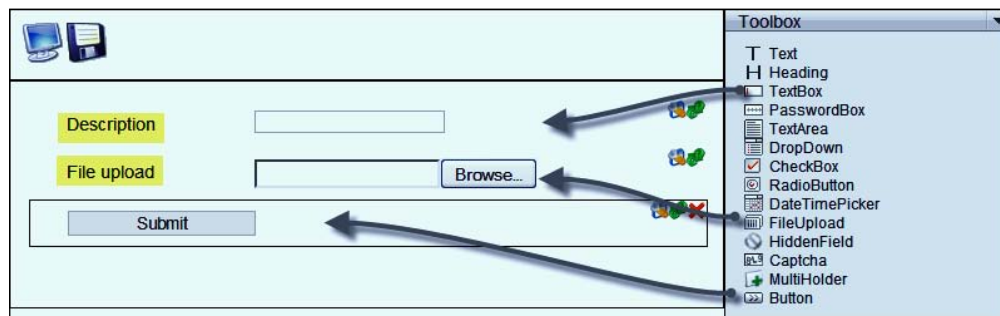 Toolbox
Text
Heading
TextBox
PasswordBox
TextArea
DropDown
CheckBox
RadioButton
DateTimePicker
FileUpload
HiddenField
Captcha
MultiHolder
Button
Description
File upload
Browse...
Submit